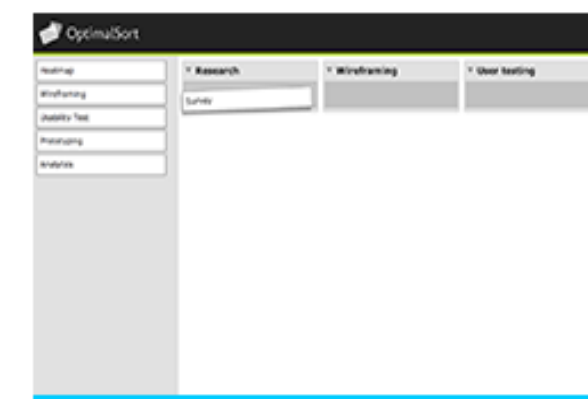 OptimalSort
Heatmap
Wireframing
Usability Test
Prototyping
Analytics
Research
Survey
Wireframing
User testing